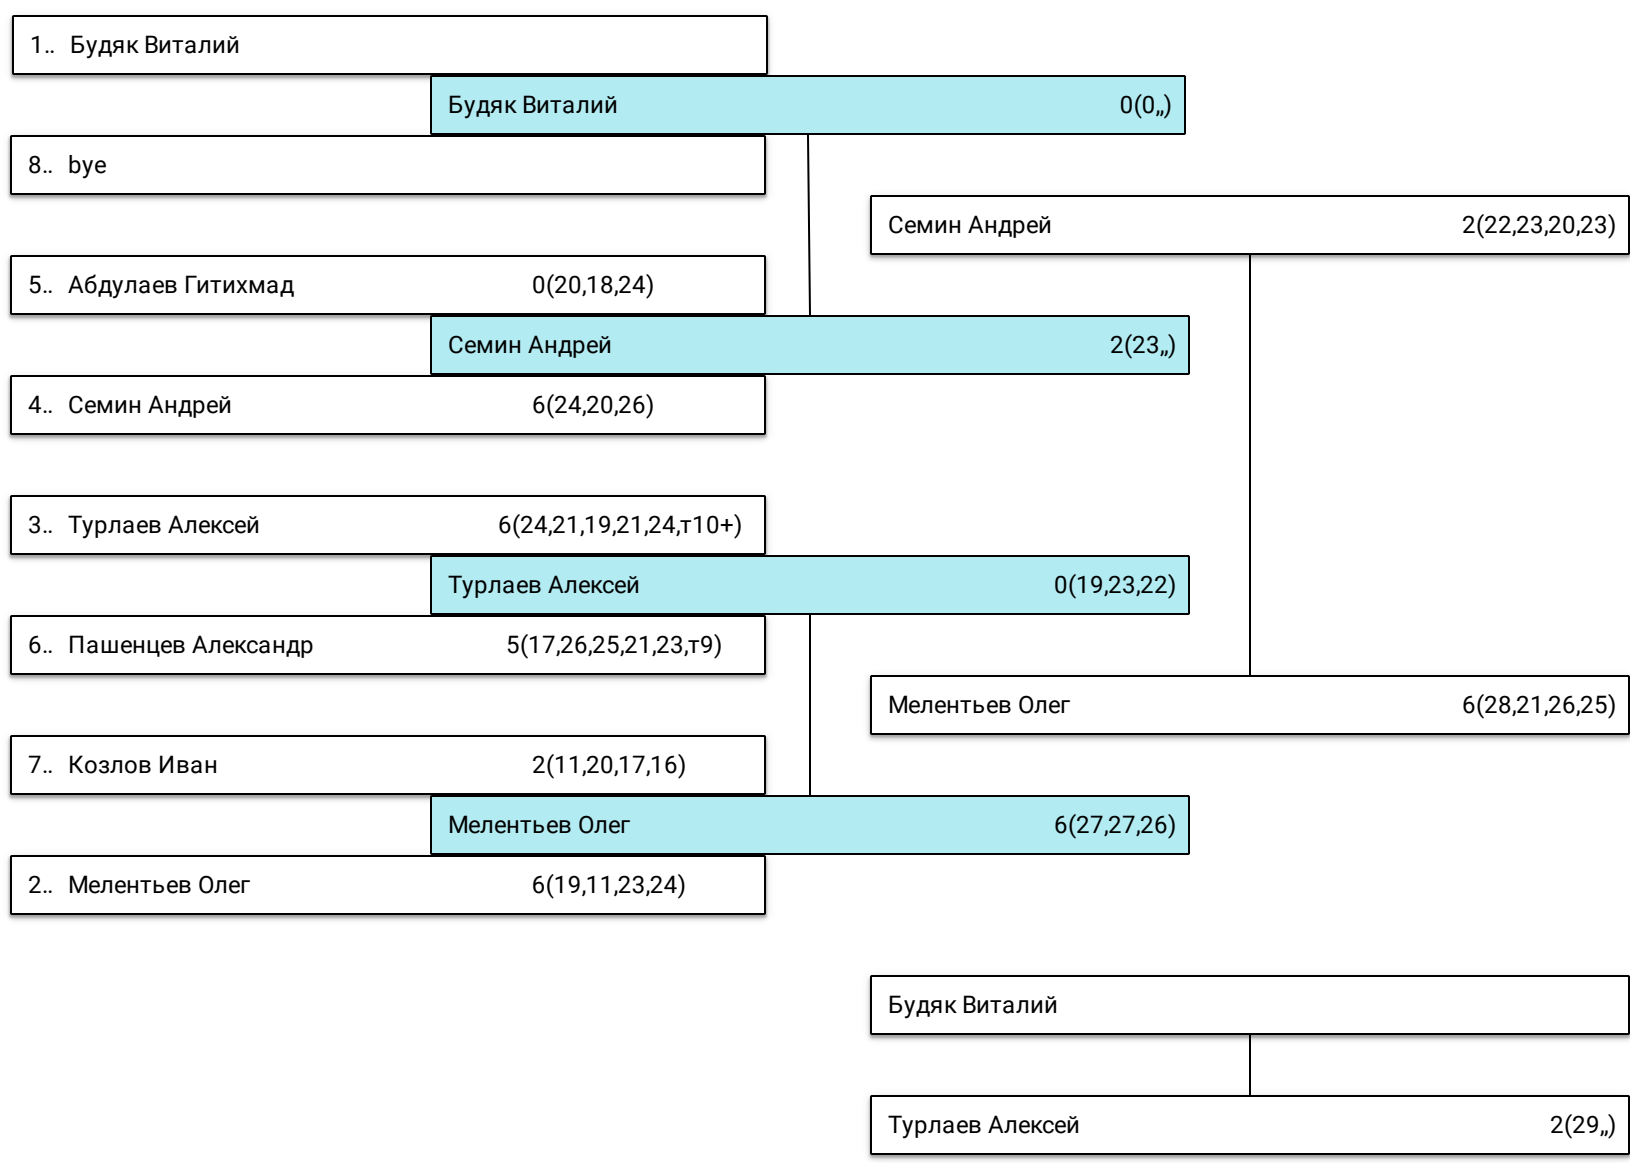 1.. Будяк Виталий
Будяк Виталий 0(0,,)
8.. bye
Семин Андрей 2(22,23,20,23)
5.. Абдулаев Гитихмад 0(20,18,24)
Семин Андрей 2(23,,)
4.. Семин Андрей 6(24,20,26)
3.. Турлаев Алексей 6(24,21,19,21,24,т10+)
Турлаев Алексей 0(19,23,22)
6.. Пашенцев Александр 5(17,26,25,21,23,т9)
Мелентьев Олег 6(28,21,26,25)
7.. Козлов Иван 2(11,20,17,16)
Мелентьев Олег 6(27,27,26)
2.. Мелентьев Олег 6(19,11,23,24)
Будяк Виталий
Турлаев Алексей 2(29,,)